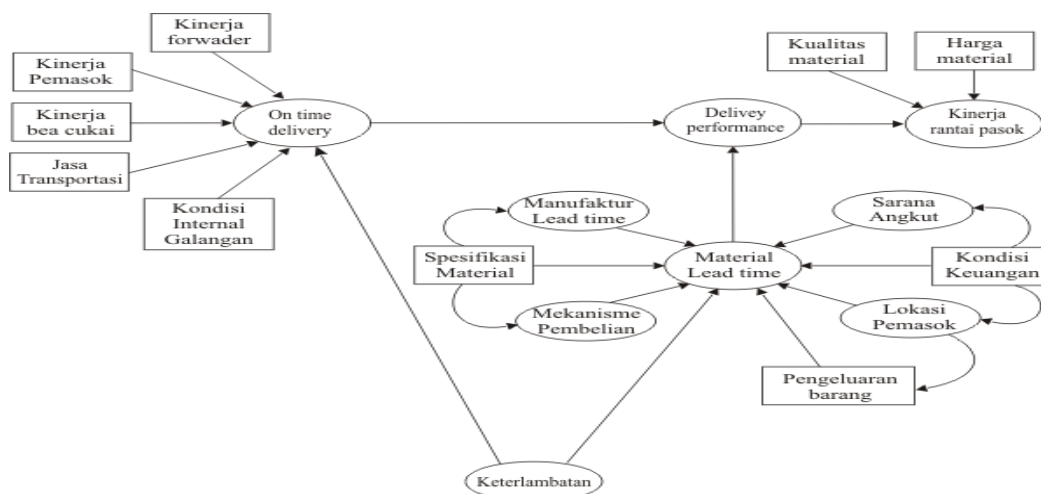 Kinerja
forwader
Kinerja
Pemasok
Kinerja
bea cukai
Jasa
Transportasi
Kondisi
Internal
Galangan
On time
delivery
Kualitas
material
Harga
material
Delivey
performance
Kinerja
rantai pasok
Manufaktur
Lead time
Sarana
Angkut
Spesifikasi
Material
Material
Lead time
Kondisi
Keuangan
Mekanisme
Pembelian
Lokasi
Pemasok
Pengeluaran
barang
Keterlambatan